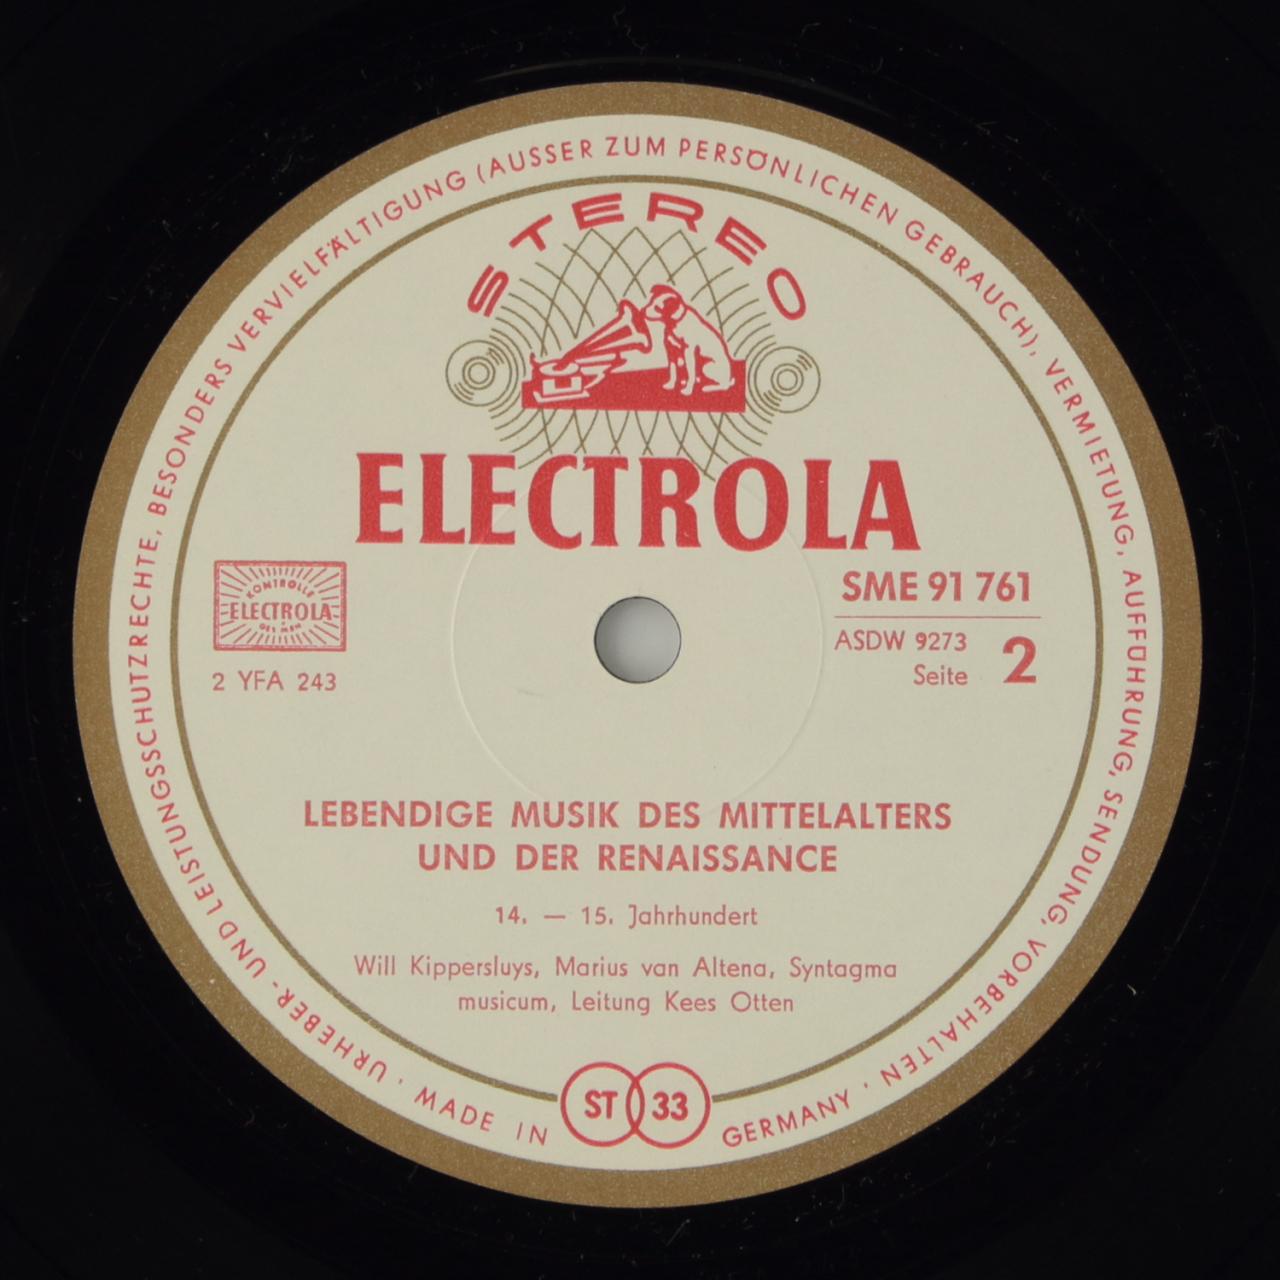 URHEBER- UND LEISTUNGSSCHUTZRECHTE, BESONDERS VERVIELFÄLTIGUNG (AUSSER ZUM PERSÖNLICHEN GEBRAUCH), VERMIETUNG, AUFFÜHRUNG, SENDUNG, VORBEHALTEN
STEREO
ELECTROLA
KONTROLLE
ELECTROLA
SME 91 761
ASDW 9273
Seite 2
2 YFA 243
LEBENDIGE MUSIK DES MITTELALTERS
UND DER RENAISSANCE
14. — 15. Jahrhundert
Will Kippersluys, Marius van Altena, Syntagma
musicum, Leitung Kees Otten
ST 33
MADE IN GERMANY